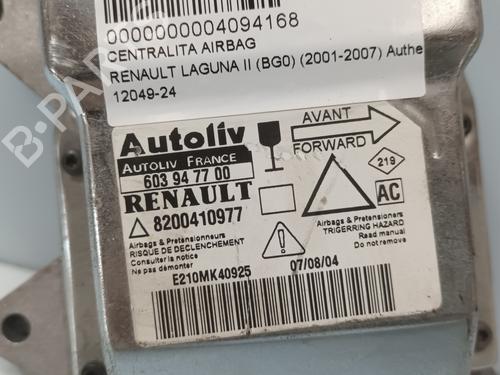 0000000004094168
CENTRALITA AIRBAG
RENAULT LAGUNA II (BG0) (2001-2007) Authe
12049-24
Autoliv
AUTOLIV FRANCE
603 94 77 00
RENAULT
8200410977
AVANT
FORWARD
219
AC
Airbags & Pretensionneurs
RISQUE DE DECLENCHEMENT
Consulter la notice
Ne pas démonter
Airbags & Pretensioners
TRIGERRING HAZARD
Read manual
Do not remove
E210MK40925
07/08/04
B-PARTS